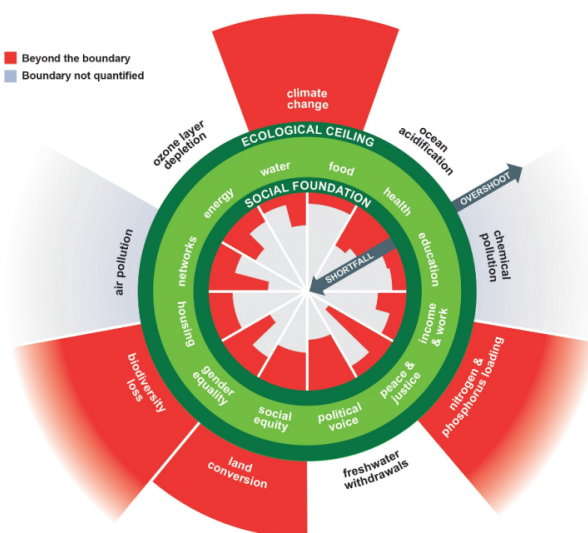 Beyond the boundary
Boundary not quantified
climate
change
ozone layer
depletion
ocean
acidification
ECOLOGICAL CEILING
water
food
energy
health
SOCIAL FOUNDATION
OVERSHOOT
SHORTFALL
networks
education
air pollution
chemical
pollution
housing
income
& work
biodiversity
loss
nitrogen &
phosphorus loading
gender
equality
peace &
justice
social
equity
political
voice
land
conversion
freshwater
withdrawals